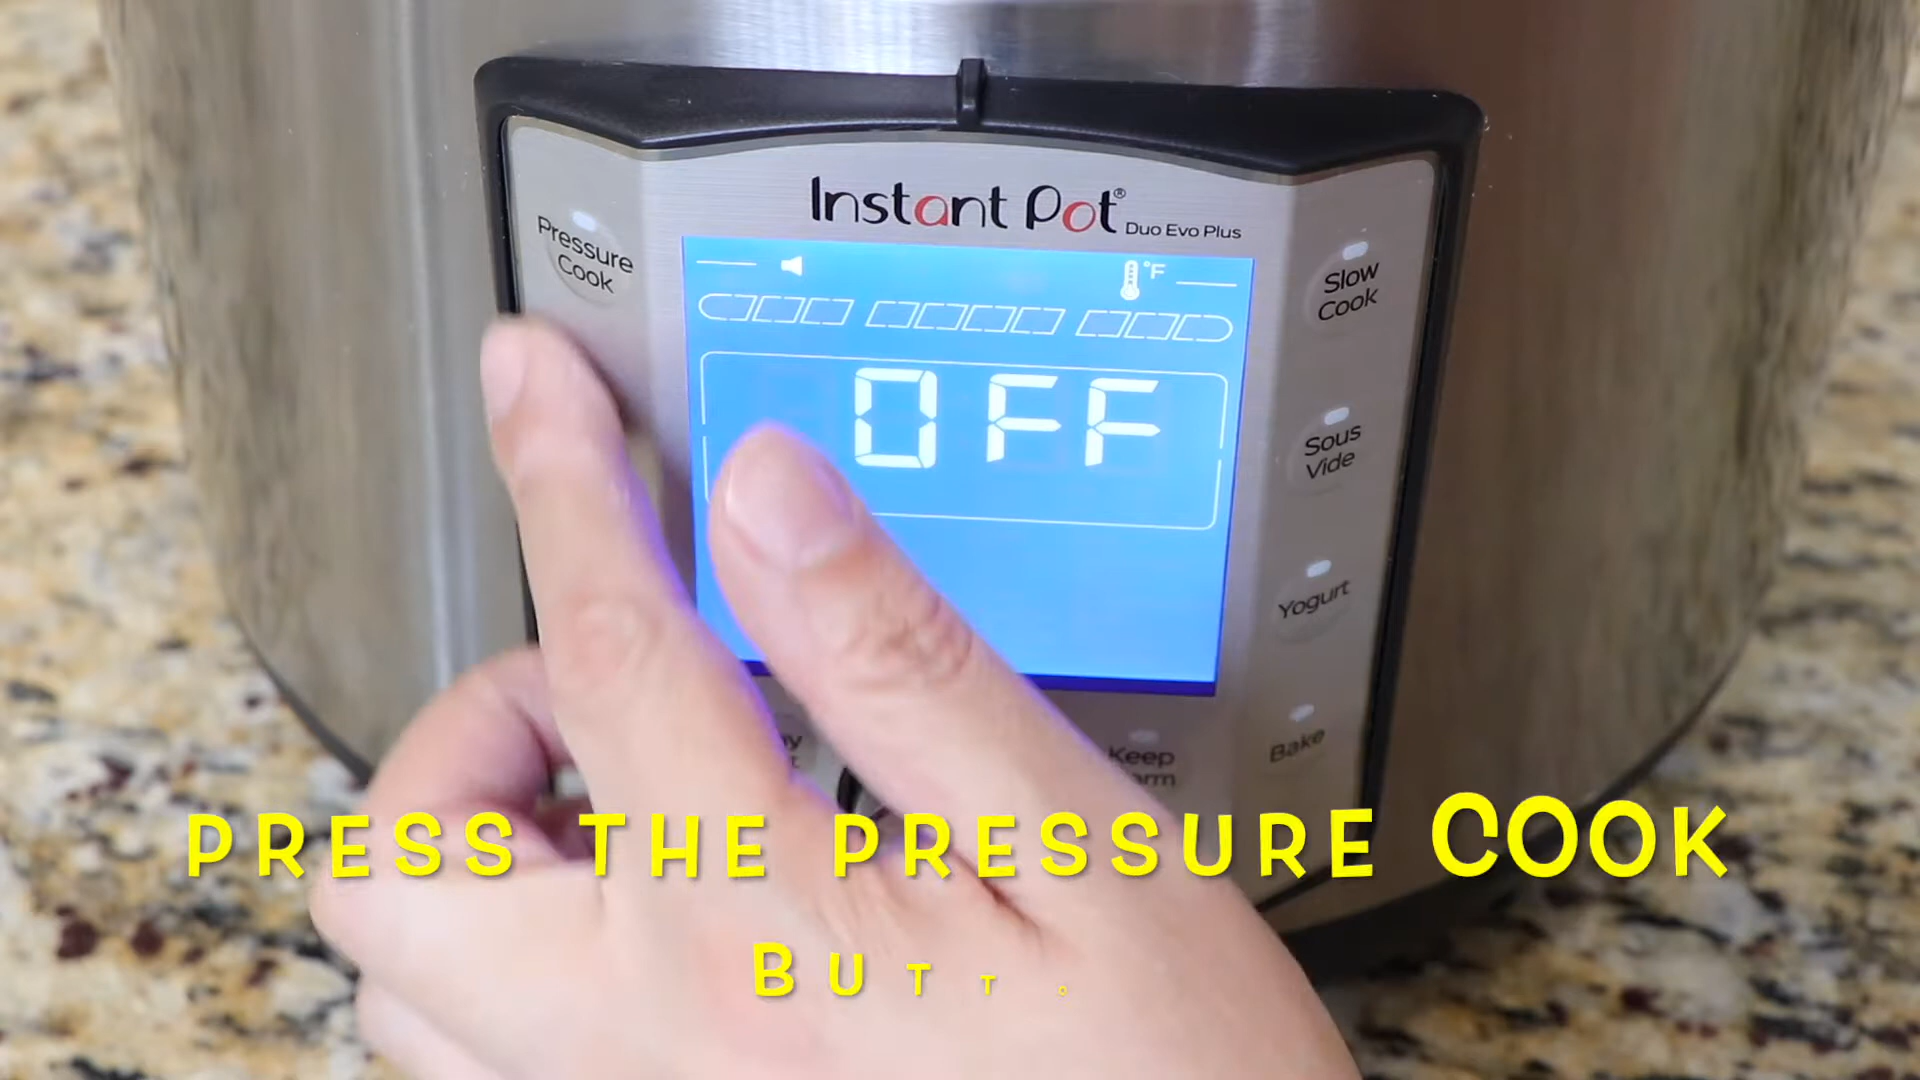 Instant Pot®
Duo Evo Plus
Pressure
Cook
°F
Slow
Cook
OFF
Sous
Vide
Yogurt
Bake
Keep
PRESS THE PRESSURE COOK
BUTTO